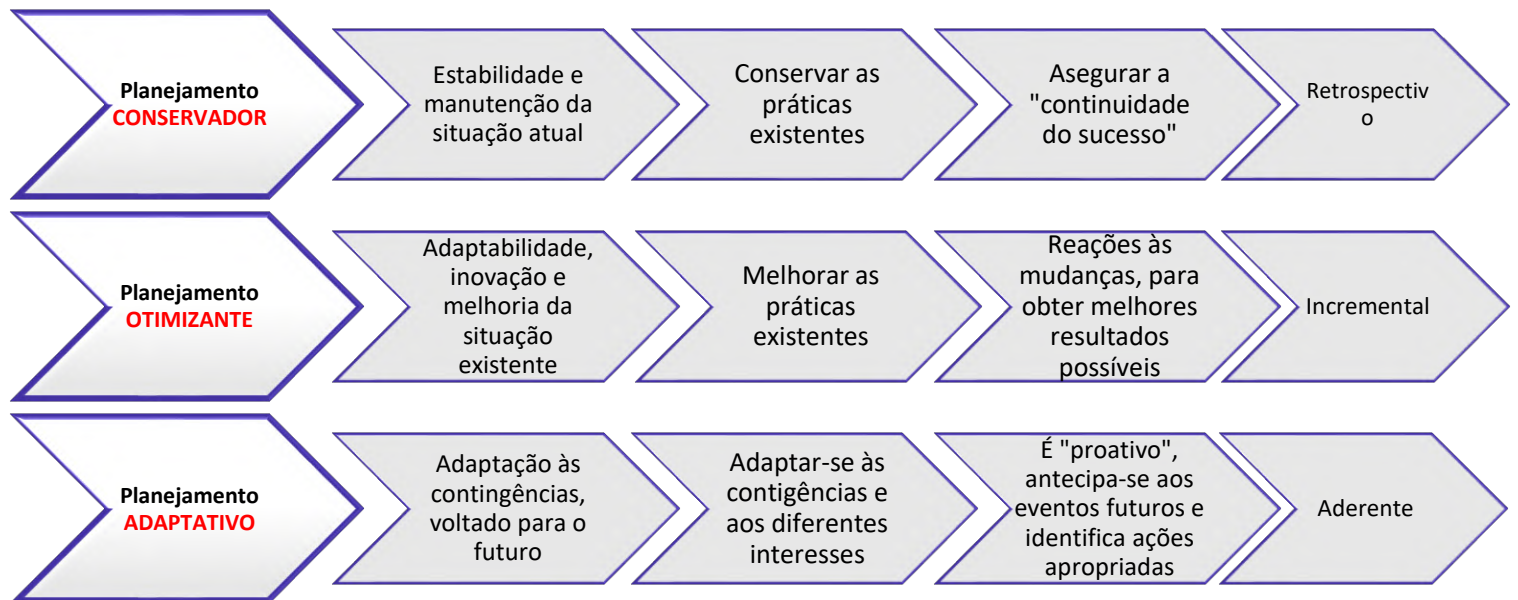 Planejamento
CONSERVADOR
Estabilidade e
manutenção da
situação atual
Conservar as
práticas
existentes
Asegurar a
"continuidade
do sucesso"
Retrospectiv
o
Planejamento
OTIMIZANTE
Adaptabilidade,
inovação e
melhoria da
situação
existente
Melhorar as
práticas
existentes
Reações às
mudanças, para
obter melhores
resultados
possíveis
Incremental
Planejamento
ADAPTATIVO
Adaptação às
contingências,
voltado para o
futuro
Adaptar-se às
contigências e
aos diferentes
interesses
É "proativo",
antecipa-se aos
eventos futuros e
identifica ações
apropriadas
Aderente